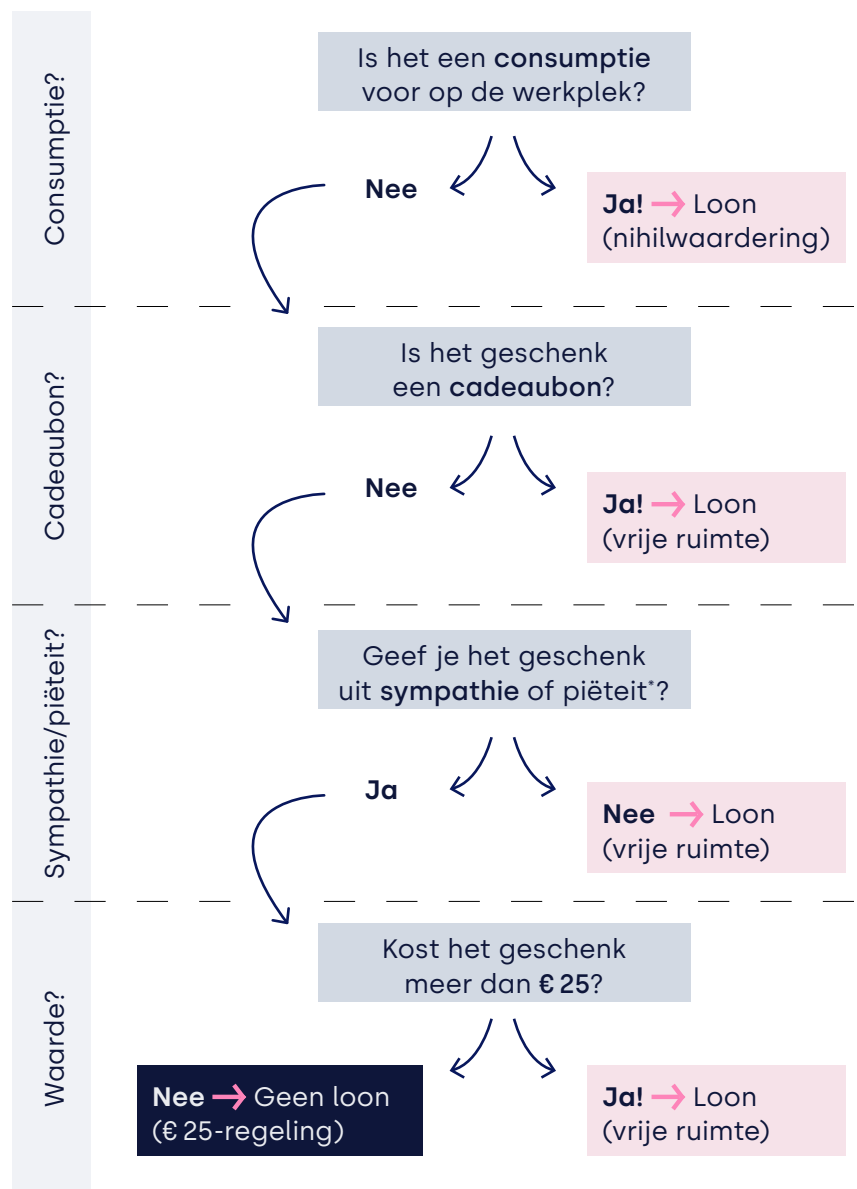 Consumptie?
Is het een consumptie
voor op de werkplek?
Nee
Ja! → Loon
(nihilwaardering)
Cadeaubon?
Is het geschenk
een cadeaubon?
Nee
Ja! → Loon
(vrije ruimte)
Sympathie/piëteit?
Geef je het geschenk
uit sympathie of piëteit*?
Ja
Nee → Loon
(vrije ruimte)
Waarde?
Kost het geschenk
meer dan € 25?
Nee → Geen loon
(€ 25-regeling)
Ja! → Loon
(vrije ruimte)